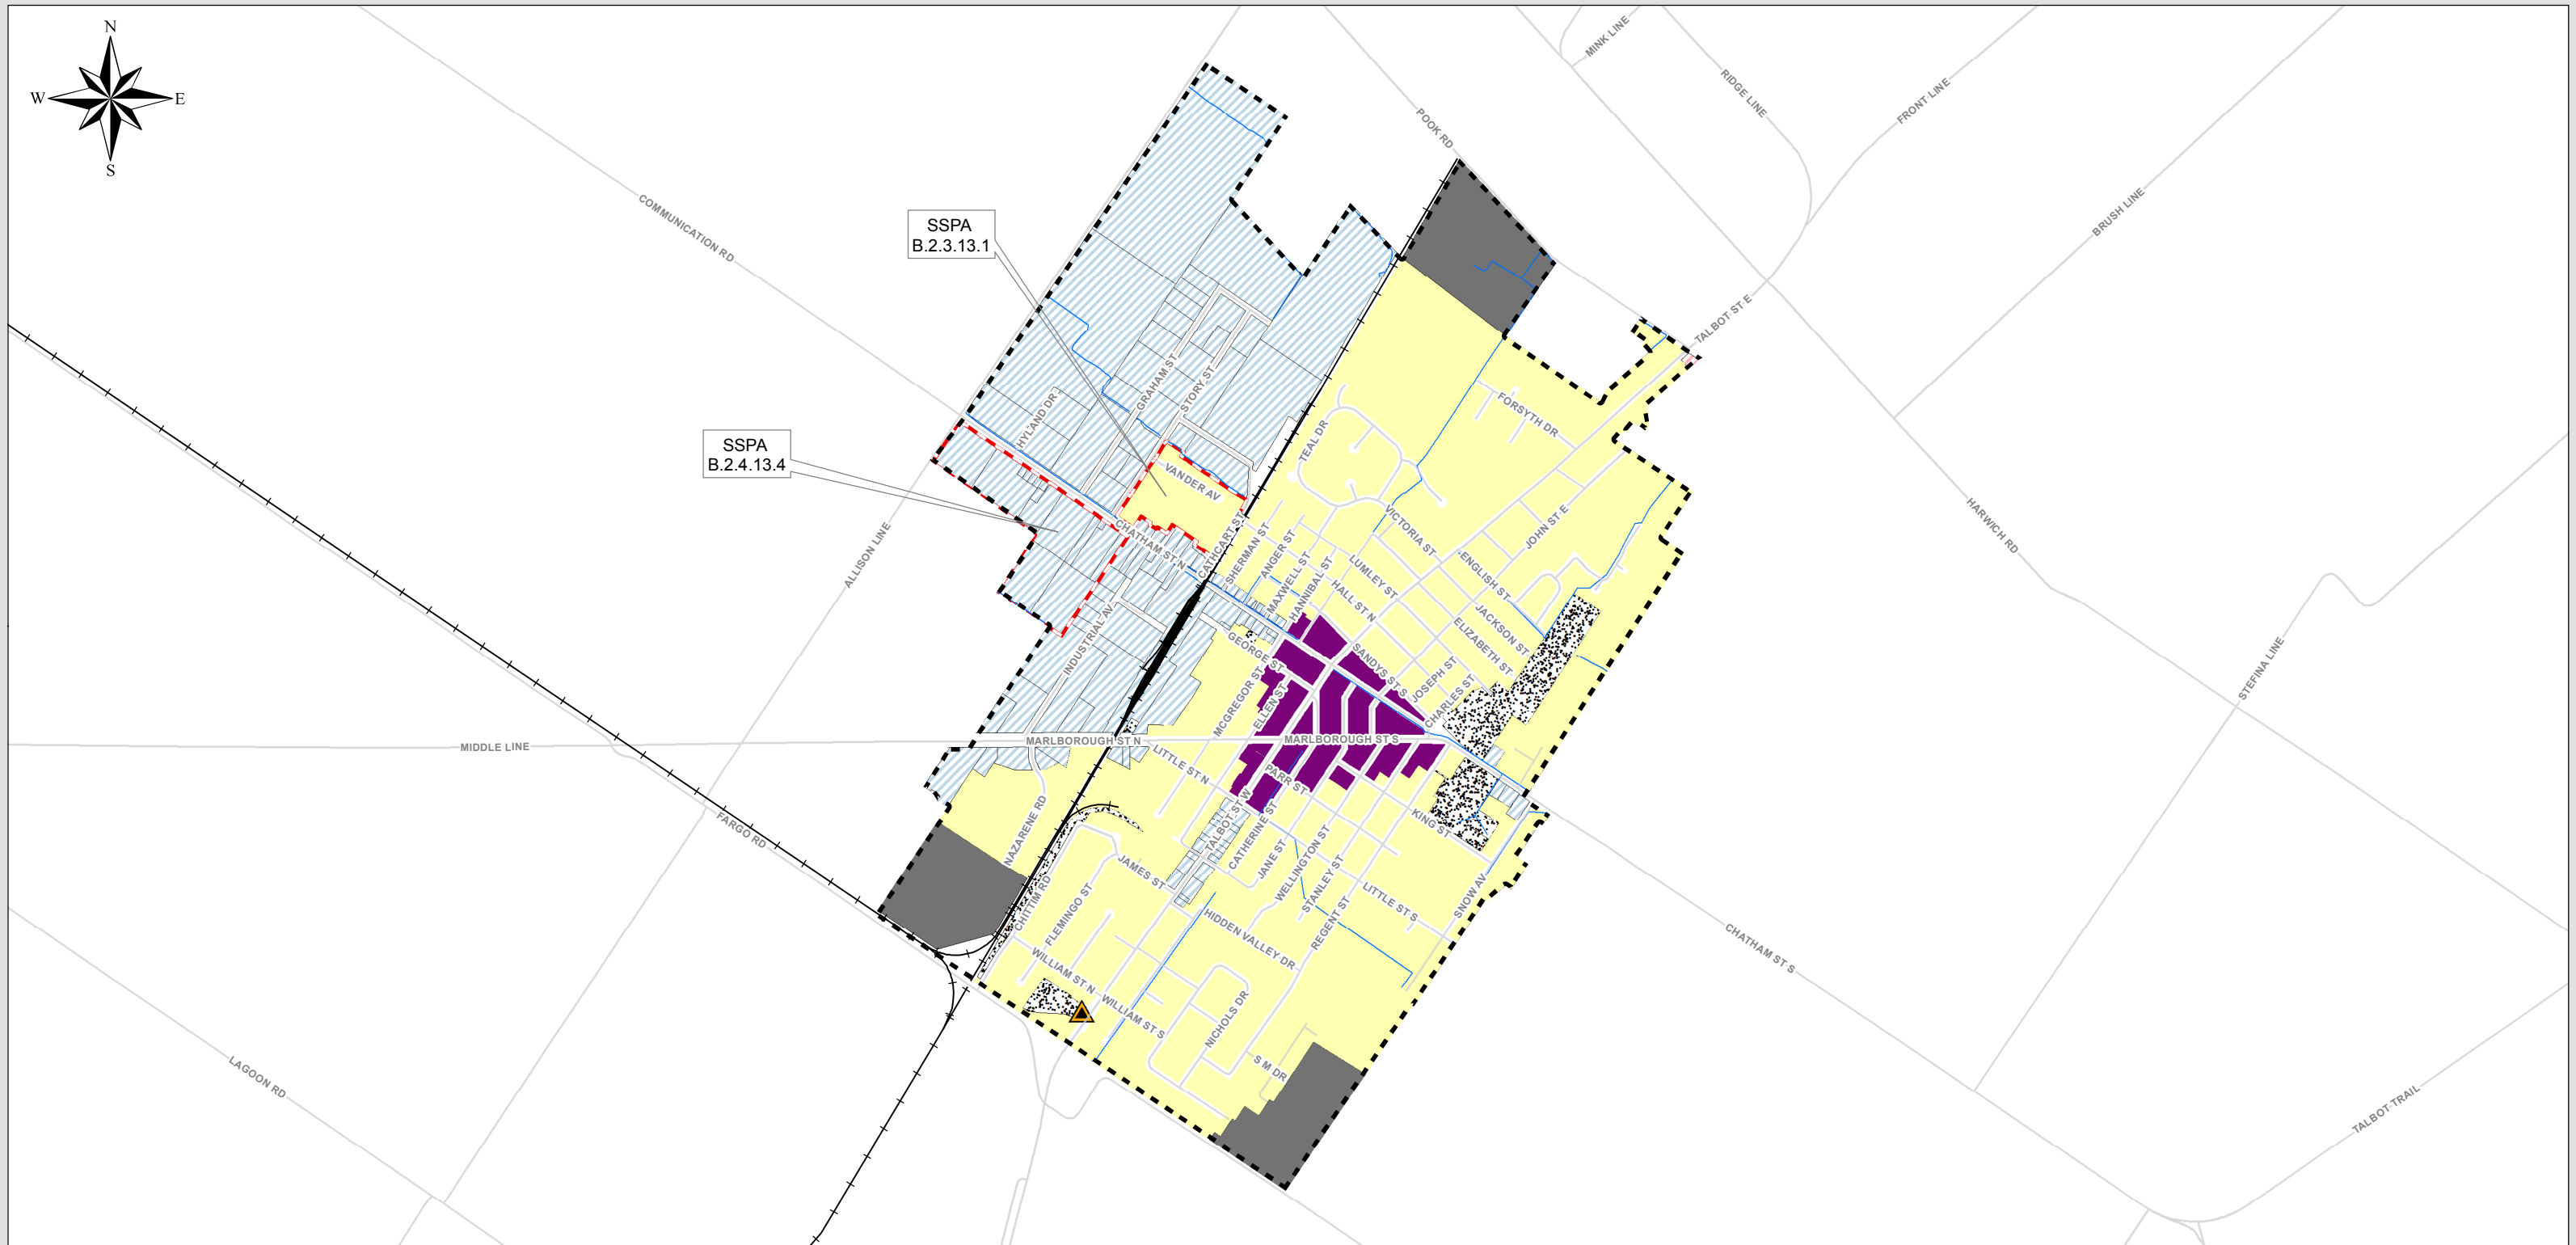 N
W
E
S
MINK LINE
RIDGE LINE
FRONT LINE
POOK RD
BRUSH LINE
COMMUNICATION RD
SSPA
B.2.3.13.1
TALBOT ST E
GRAHAM ST
STORY ST
HYLAND DR
FORSYTH DR
TEAL DR
SSPA
B.2.4.13.4
VANDER AV
CHATHAM ST N
CATHCART ST
VICTORIA ST
JOHN ST E
HARWICH RD
ALLISON LINE
SHERMAN ST
ANGER ST
MAXWELL ST
HANNIBAL ST
LUMLEY ST
HALL ST N
ENGLISH ST
JACKSON ST
ELIZABETH ST
INDUSTRIAL AV
GEORGE ST
SANDYS ST S
JOSEPH ST
CHARLES ST
MCGREGOR ST
ELLEN ST
STEFINA LINE
MIDDLE LINE
MARLBOROUGH ST N
MARLBOROUGH ST S
LITTLE ST N
PARR ST
TALBOT ST W
CATHERINE ST
KING ST
FARGO RD
NAZARENE RD
JAMES ST
JANE ST
WELLINGTON ST
STANLEY ST
REGENT ST
LITTLE ST S
SNOW AV
CHITTIM RD
FLEMINGO ST
HIDDEN VALLEY DR
CHATHAM ST S
WILLIAM ST N
WILLIAM ST S
NICHOLS DR
S M DR
LAGOON RD
TALBOT TRAIL